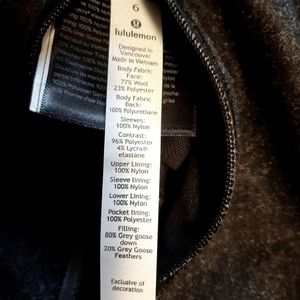 6
lululemon
Designed in
Vancouver
Made in Vietnam
Body Fabric
Face:
77% Wool
23% Polyester
Body Fabric
Back:
100% Polyurethane
Sleeves:
100% Nylon
Contrast:
96% Polyester
4% Lycra®
elastane
Upper Lining:
100% Nylon
Sleeve lining:
100% Nylon
Lower Lining:
100% Nylon
Pocket lining:
100% Polyester
Filling:
80% Grey goose
down
20% Grey Goose
Feathers
Exclusive of
decoration